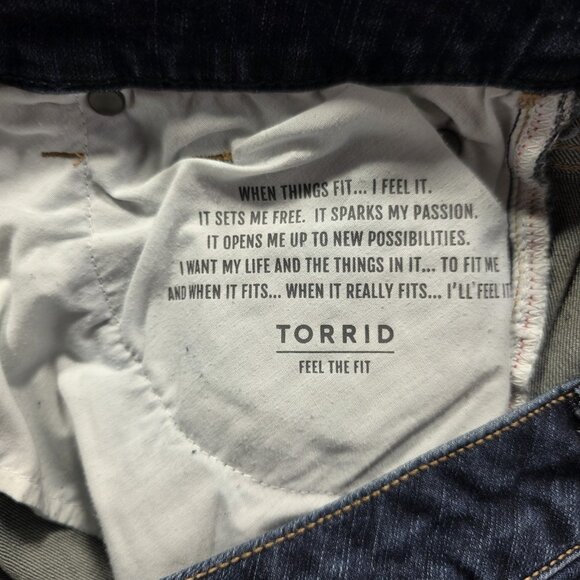 WHEN THINGS FIT... I FEEL IT.
IT SETS ME FREE. IT SPARKS MY PASSION.
IT OPENS ME UP TO NEW POSSIBILITIES.
I WANT MY LIFE AND THE THINGS IN IT... TO FIT ME
AND WHEN IT FITS... WHEN IT REALLY FITS... I'LL FEEL IT
TORRID
FEEL THE FIT